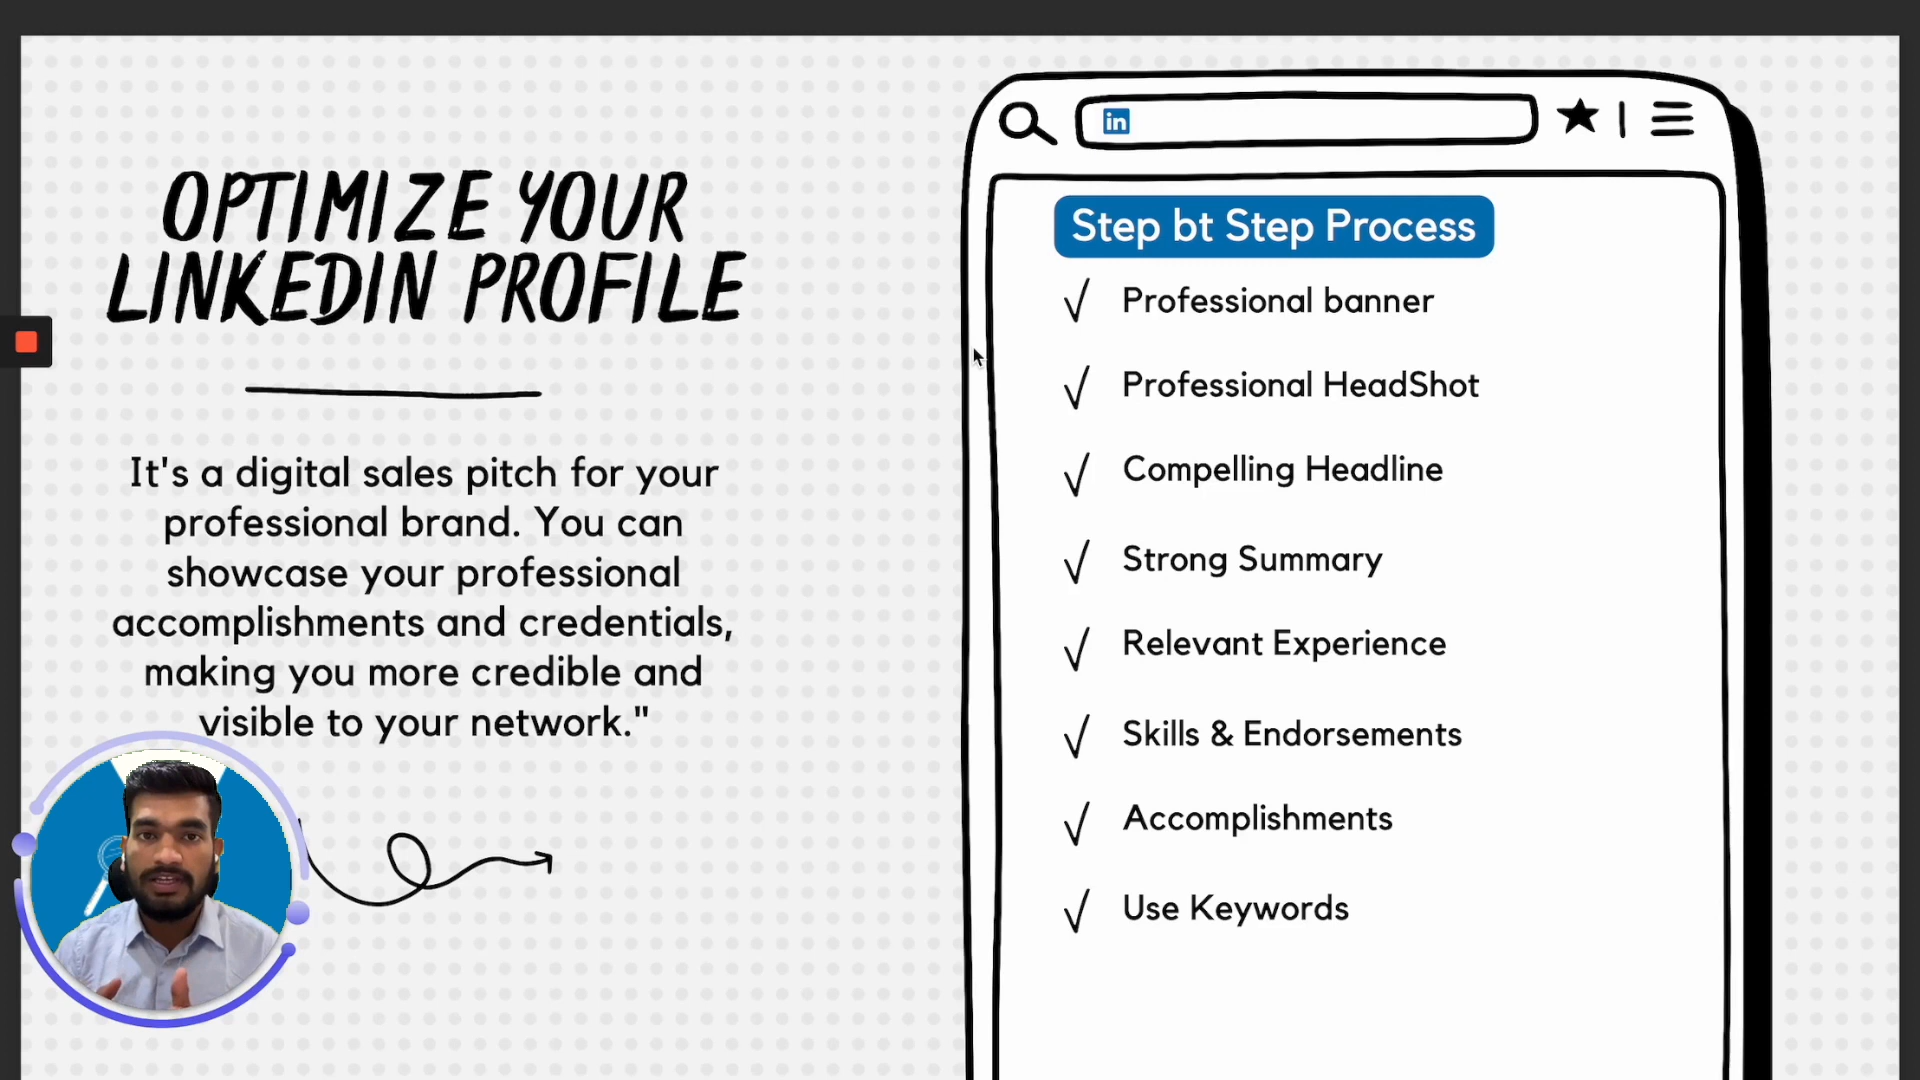 OPTIMIZE YOUR
LINKEDIN PROFILE
It's a digital sales pitch for your
professional brand. You can
showcase your professional
accomplishments and credentials,
making you more credible and
visible to your network."
in
Step bt Step Process
√ Professional banner
√ Professional HeadShot
√ Compelling Headline
√ Strong Summary
√ Relevant Experience
√ Skills & Endorsements
√ Accomplishments
√ Use Keywords